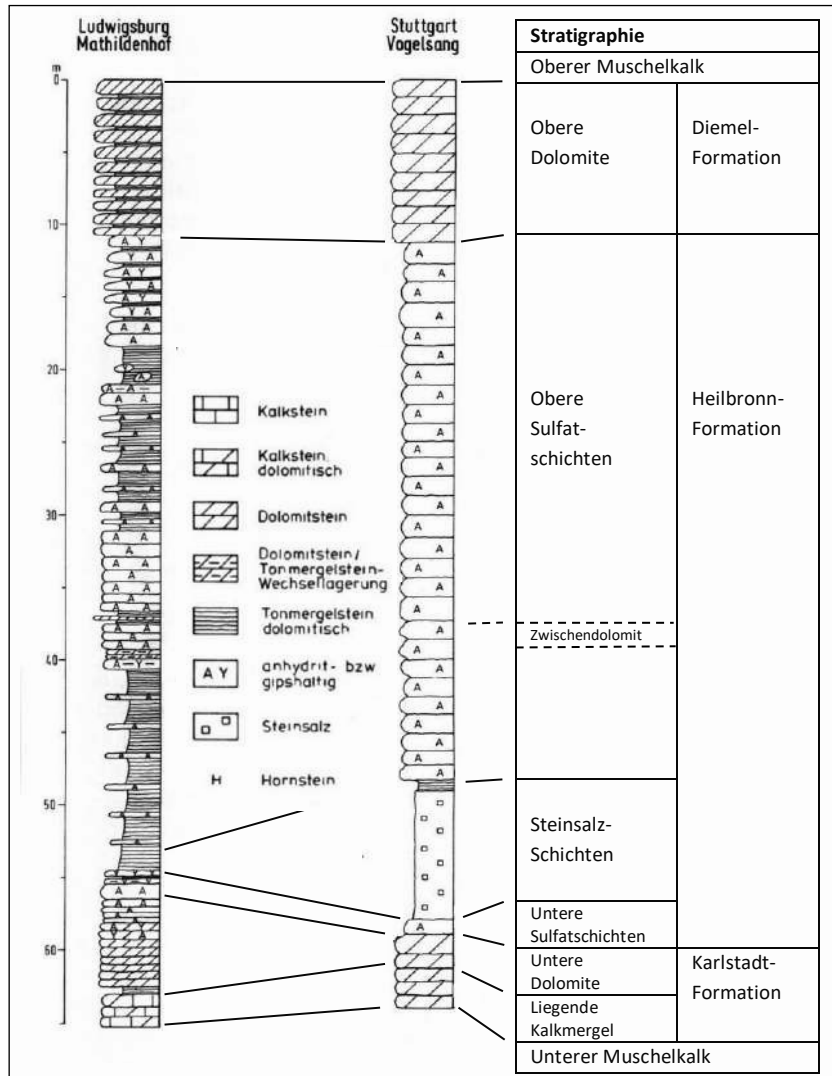 Ludwigsburg
Mathildenhof
Stuttgart
Vogelsang
m
0
10
20
30
40
50
60
Kalkstein
Kalkstein
dolomitisch
Dolomitstein
Dolomitstein/
Tonmergelstein-
Wechsellagerung
Tonmergelstein
dolomitisch
A Y
anhydrit- bzw
gipshaltig
Steinsalz
H
Hornstein
Stratigraphie
Oberer Muschelkalk
Obere
Dolomite
Diemel-
Formation
Obere
Sulfat-
schichten
Heilbronn-
Formation
Zwischendolomit
Steinsalz-
Schichten
Untere
Sulfatschichten
Untere
Dolomite
Karlstadt-
Formation
Liegende
Kalkmergel
Unterer Muschelkalk